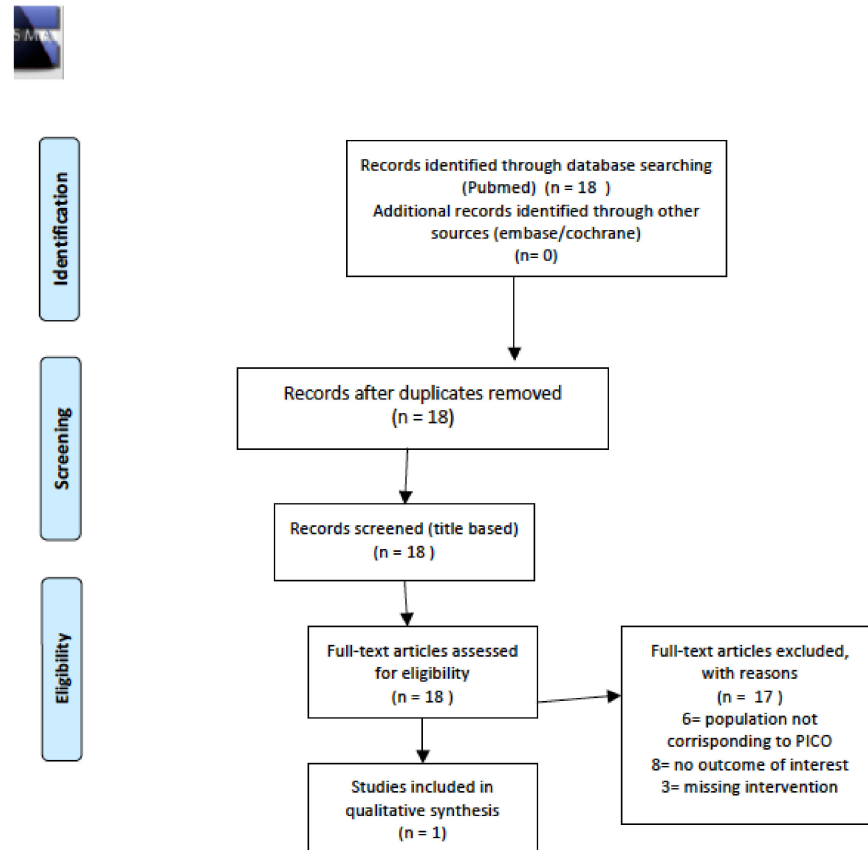 SMA
Identification
Records identified through database searching
(Pubmed) (n = 18 )
Additional records identified through other
sources (embase/cochrane)
(n= 0)
Screening
Records after duplicates removed
(n = 18)
Records screened (title based)
(n = 18 )
Eligibility
Full-text articles assessed
for eligibility
(n = 18 )
Full-text articles excluded,
with reasons
(n = 17 )
6= population not
corrisponding to PICO
8= no outcome of interest
3= missing intervention
Studies included in
qualitative synthesis
(n = 1)